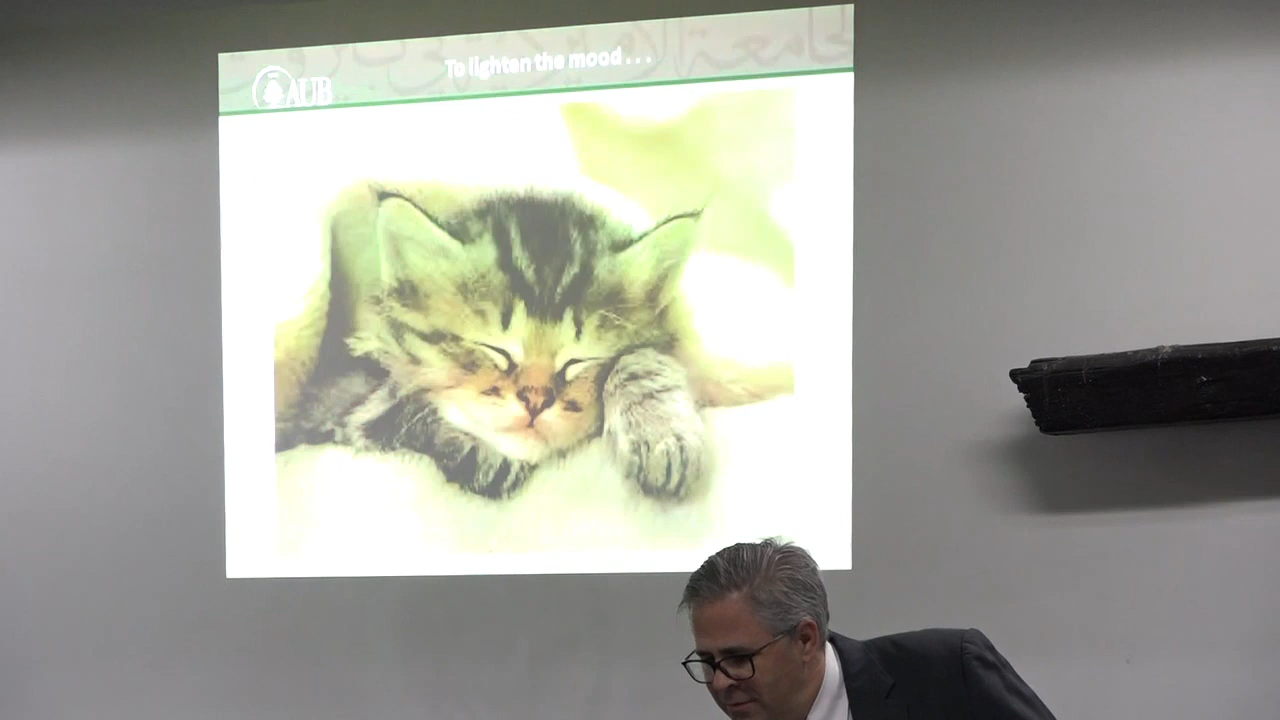 To lighten the mood . . .
AUB